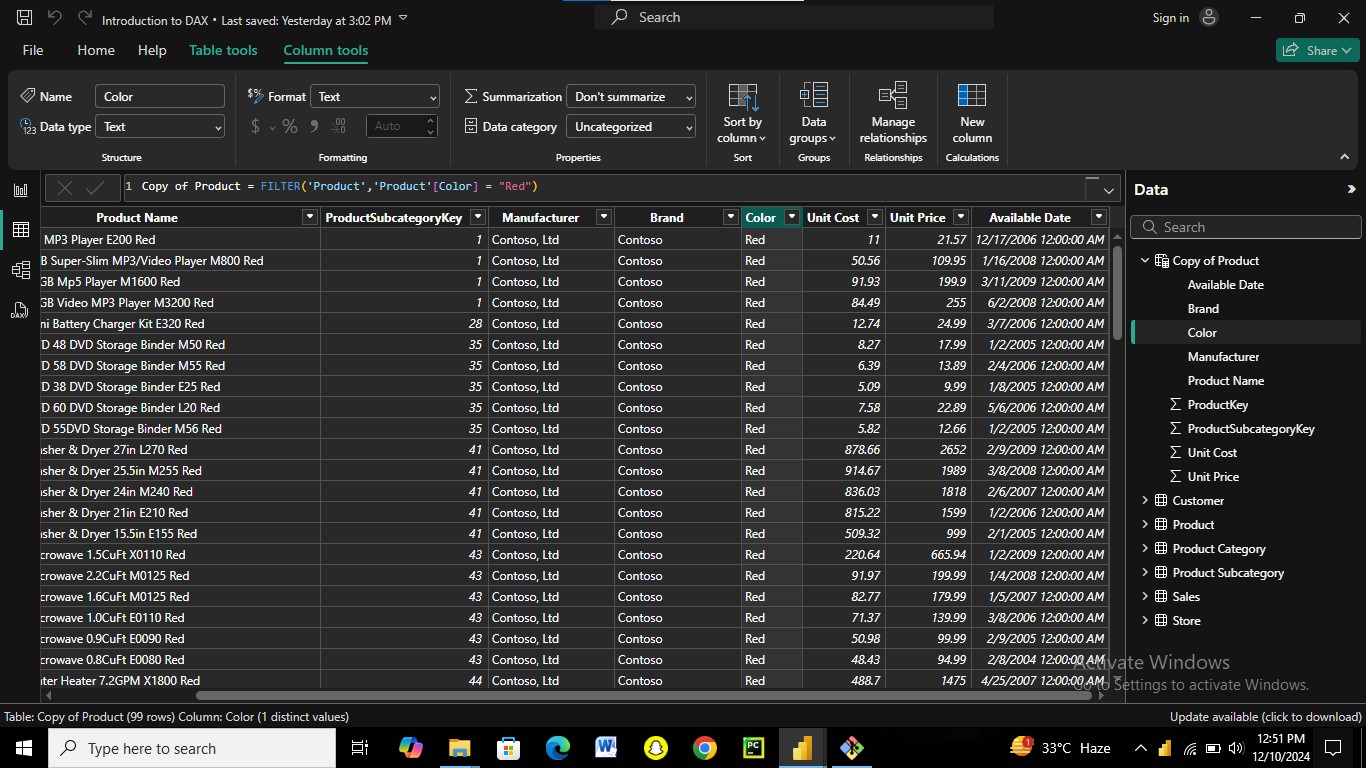 Introduction to DAX • Last saved: Yesterday at 3:02 PM
Search
Sign in
File Home Help Table tools Column tools
Share
Name Color
Data type Text
Structure
$% Format Text
$ % 9 .00 Auto
Formatting
Σ Summarization Don't summarize
Data category Uncategorized
Properties
Sort by column
Sort
Data groups
Groups
Manage relationships
Relationships
New column
Calculations
1 Copy of Product = FILTER('Product','Product'[Color] = "Red")
Product Name ProductSubcategoryKey Manufacturer Brand Color Unit Cost Unit Price Available Date
MP3 Player E200 Red 1 Contoso, Ltd Contoso Red 11 21.57 12/17/2006 12:00:00 AM
B Super-Slim MP3/Video Player M800 Red 1 Contoso, Ltd Contoso Red 50.56 109.95 1/16/2008 12:00:00 AM
GB Mp5 Player M1600 Red 1 Contoso, Ltd Contoso Red 91.93 199.9 3/11/2009 12:00:00 AM
GB Video MP3 Player M3200 Red 1 Contoso, Ltd Contoso Red 84.49 255 6/2/2008 12:00:00 AM
ni Battery Charger Kit E320 Red 28 Contoso, Ltd Contoso Red 12.74 24.99 3/7/2006 12:00:00 AM
D 48 DVD Storage Binder M50 Red 35 Contoso, Ltd Contoso Red 8.27 17.99 1/2/2005 12:00:00 AM
D 58 DVD Storage Binder M55 Red 35 Contoso, Ltd Contoso Red 6.39 13.89 2/4/2006 12:00:00 AM
D 38 DVD Storage Binder E25 Red 35 Contoso, Ltd Contoso Red 5.09 9.99 1/8/2005 12:00:00 AM
D 60 DVD Storage Binder L20 Red 35 Contoso, Ltd Contoso Red 7.58 22.89 5/6/2006 12:00:00 AM
D 55DVD Storage Binder M56 Red 35 Contoso, Ltd Contoso Red 5.82 12.66 1/2/2005 12:00:00 AM
sher & Dryer 27in L270 Red 41 Contoso, Ltd Contoso Red 878.66 2652 2/9/2009 12:00:00 AM
sher & Dryer 25.5in M255 Red 41 Contoso, Ltd Contoso Red 914.67 1989 3/8/2008 12:00:00 AM
sher & Dryer 24in M240 Red 41 Contoso, Ltd Contoso Red 836.03 1818 2/6/2007 12:00:00 AM
sher & Dryer 21in E210 Red 41 Contoso, Ltd Contoso Red 815.22 1599 1/2/2006 12:00:00 AM
sher & Dryer 15.5in E155 Red 41 Contoso, Ltd Contoso Red 509.32 999 2/1/2005 12:00:00 AM
crowave 1.5CuFt X0110 Red 43 Contoso, Ltd Contoso Red 220.64 665.94 1/2/2009 12:00:00 AM
crowave 2.2CuFt M0125 Red 43 Contoso, Ltd Contoso Red 91.97 199.99 1/4/2008 12:00:00 AM
crowave 1.6CuFt M0125 Red 43 Contoso, Ltd Contoso Red 82.77 179.99 1/5/2007 12:00:00 AM
crowave 1.0CuFt E0110 Red 43 Contoso, Ltd Contoso Red 71.37 139.99 3/8/2006 12:00:00 AM
crowave 0.9CuFt E0090 Red 43 Contoso, Ltd Contoso Red 50.98 99.99 2/9/2005 12:00:00 AM
crowave 0.8CuFt E0080 Red 43 Contoso, Ltd Contoso Red 48.43 94.99 2/8/2004 12:00:00 AM
ter Heater 7.2GPM X1800 Red 44 Contoso, Ltd Contoso Red 488.7 1475 4/25/2007 12:00:00 AM
Data
Search
Copy of Product
Available Date
Brand
Color
Manufacturer
Product Name
Σ ProductKey
Σ ProductSubcategoryKey
Σ Unit Cost
Σ Unit Price
Customer
Product
Product Category
Product Subcategory
Sales
Store
Activate Windows
Go to Settings to activate Windows.
Table: Copy of Product (99 rows) Column: Color (1 distinct values)
Update available (click to download)
Type here to search
33°C Haze
12:51 PM
12/10/2024